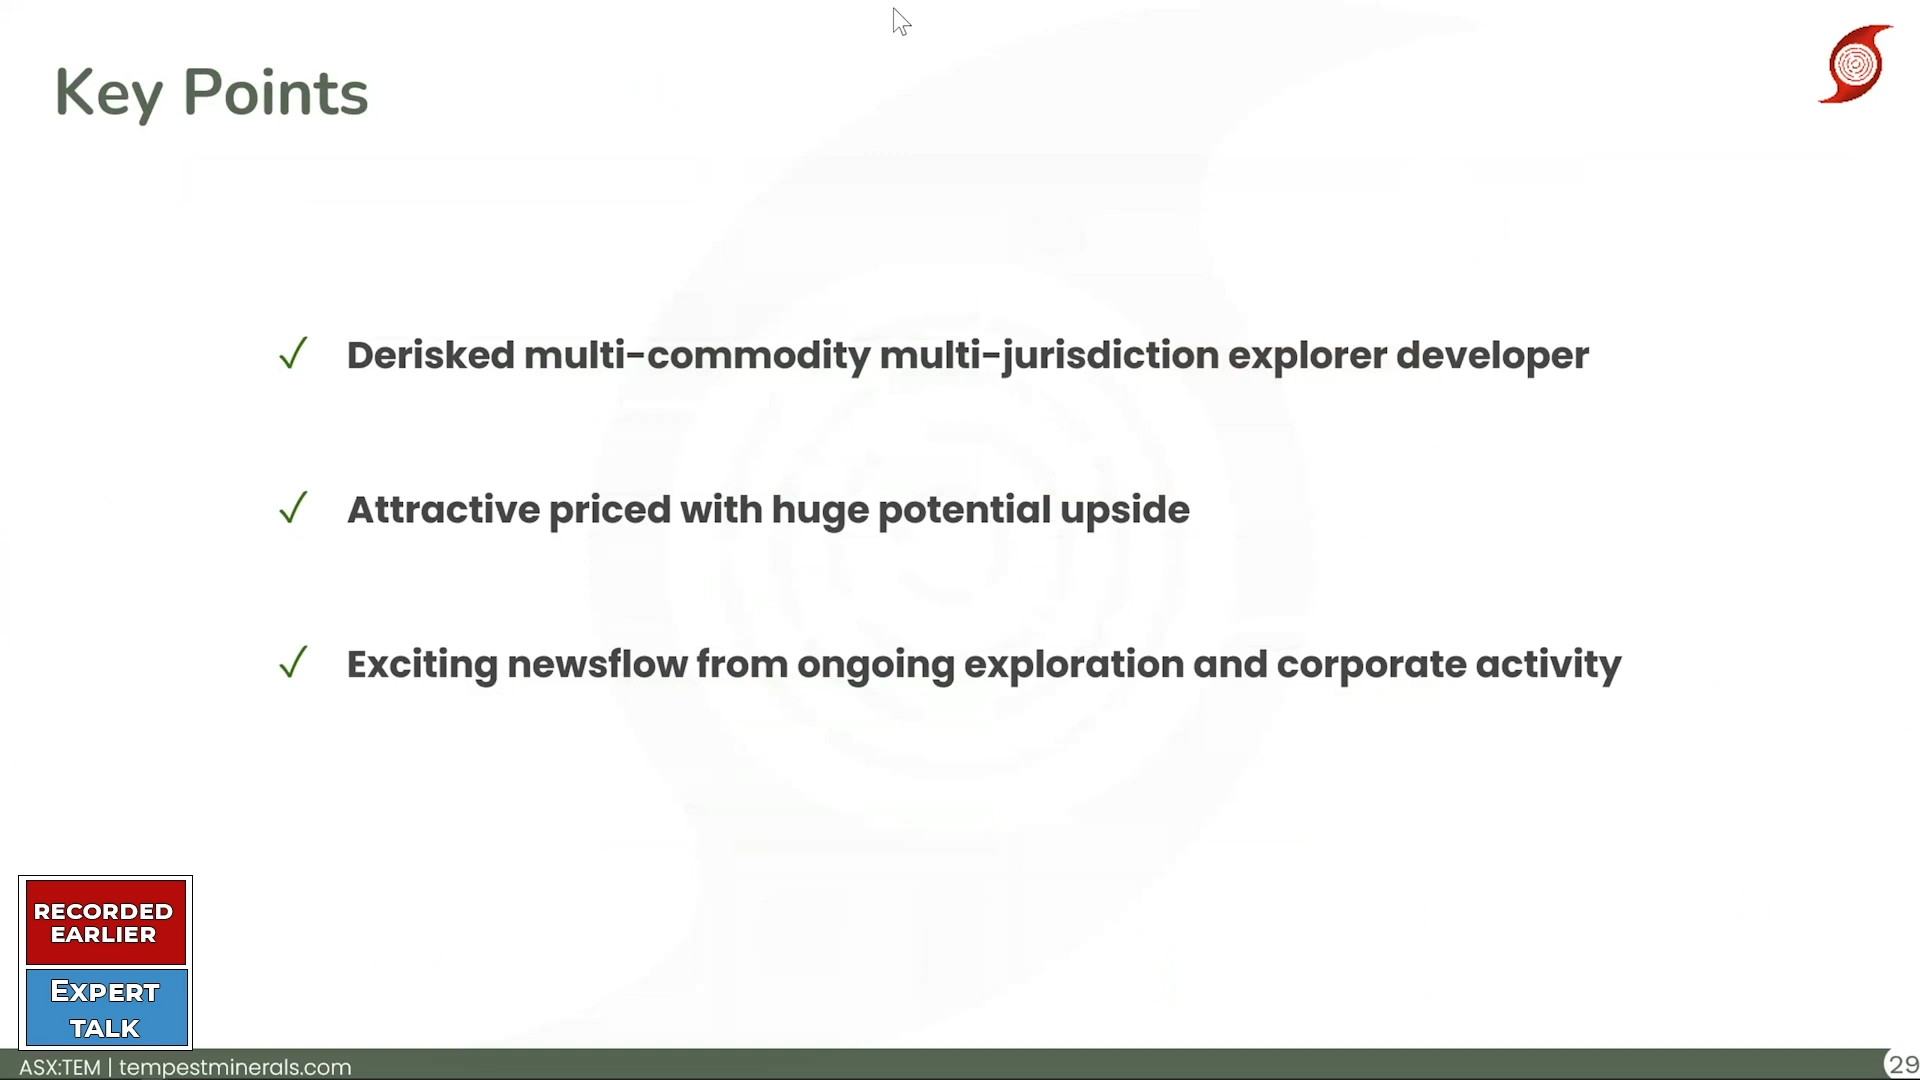 Key Points
✓ Derisked multi-commodity multi-jurisdiction explorer developer
✓ Attractive priced with huge potential upside
✓ Exciting newsflow from ongoing exploration and corporate activity
RECORDED
EARLIER
EXPERT
TALK
ASX:TEM | tempestminerals.com
29